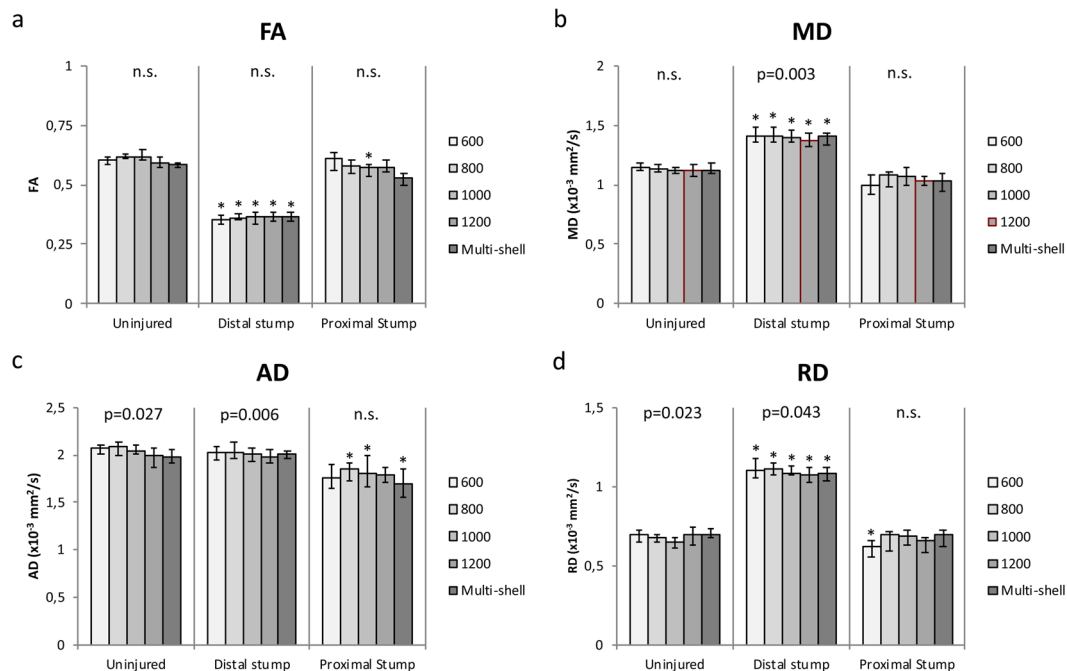 a
FA
1
0,75
0,5
0,25
0
FA
n.s.
n.s.
n.s.
*
*
*
*
*
*
Uninjured
Distal stump
Proximal Stump
600
800
1000
1200
Multi-shell
b
MD
2
1,5
1
0,5
0
MD (x10⁻³ mm²/s)
n.s.
p=0.003
n.s.
*
*
*
*
*
Uninjured
Distal stump
Proximal Stump
600
800
1000
1200
Multi-shell
c
AD
2,5
2
1,5
1
0,5
0
AD (x10⁻³ mm²/s)
p=0.027
p=0.006
n.s.
*
*
*
Uninjured
Distal stump
Proximal Stump
600
800
1000
1200
Multi-shell
d
RD
1,5
1
0,5
0
RD (x10⁻³ mm²/s)
p=0.023
p=0.043
n.s.
*
*
*
*
*
*
Uninjured
Distal stump
Proximal Stump
600
800
1000
1200
Multi-shell